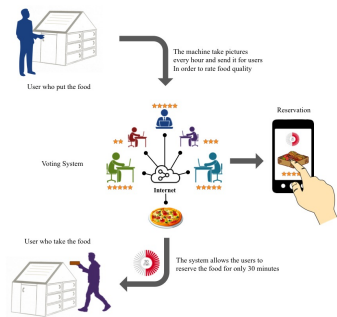 The machine take pictures
every hour and send it for users
In order to rate food quality
User who put the food
Reservation
Voting System
Internet
User who take the food
The system allows the users to
reserve the food for only 30 minutes